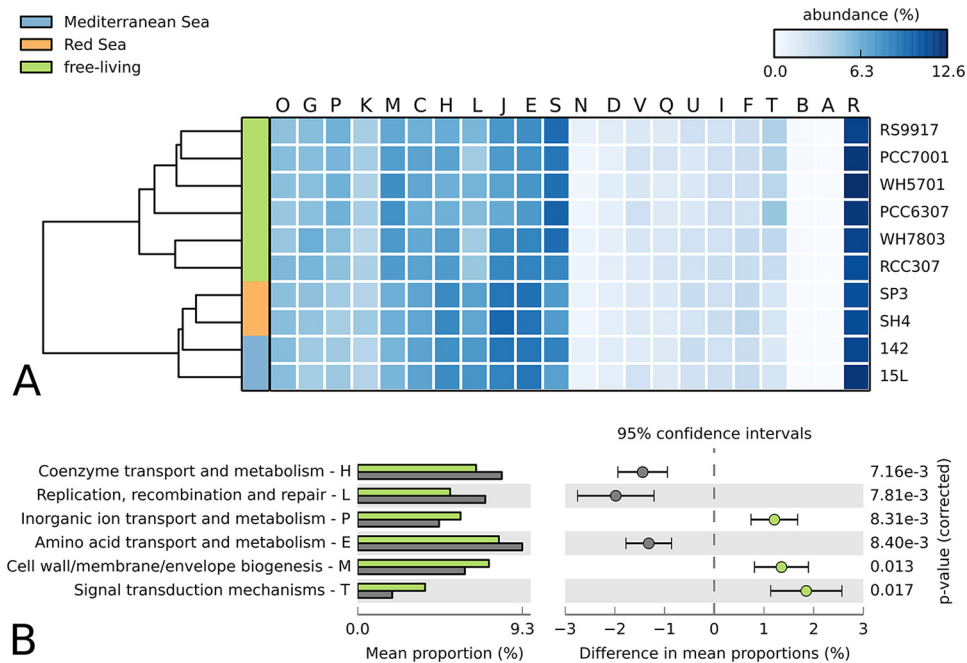 Mediterranean Sea
Red Sea
free-living
abundance (%)
0.0 6.3 12.6
O G P K M C H L J E S N D V Q U I F T B A R
RS9917
PCC7001
WH5701
PCC6307
WH7803
RCC307
SP3
SH4
142
15L
A
95% confidence intervals
Coenzyme transport and metabolism - H 7.16e-3
Replication, recombination and repair - L 7.81e-3
Inorganic ion transport and metabolism - P 8.31e-3
Amino acid transport and metabolism - E 8.40e-3
Cell wall/membrane/envelope biogenesis - M 0.013
Signal transduction mechanisms - T 0.017
p-value (corrected)
0.0 9.3 −3 −2 −1 0 1 2 3
Mean proportion (%) Difference in mean proportions (%)
B